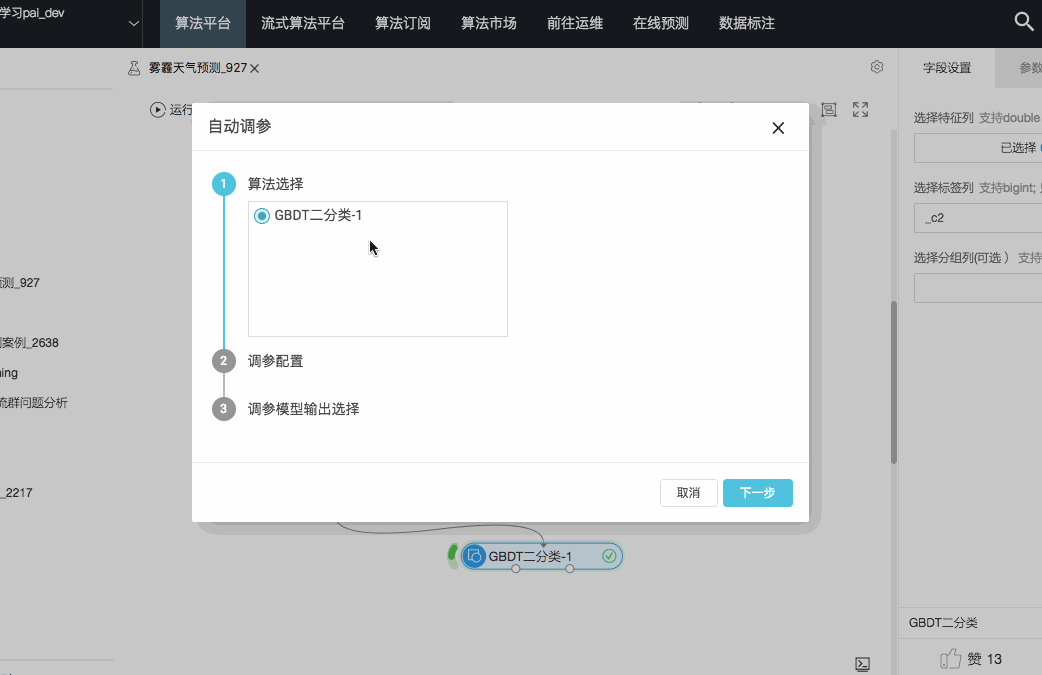 学习pai_dev
算法平台
流式算法平台
算法订阅
算法市场
前往运维
在线预测
数据标注
雾霾天气预测_927
字段设置
参数
运行
选择特征列 支持double
已选择
选择标签列 支持bigint;
_c2
选择分组列(可选 ) 支持
自动调参
1 算法选择
GBDT二分类-1
2 调参配置
3 调参模型输出选择
取消
下一步
测_927
案例_2638
ning
流群问题分析
_2217
GBDT二分类-1
GBDT二分类
赞 13